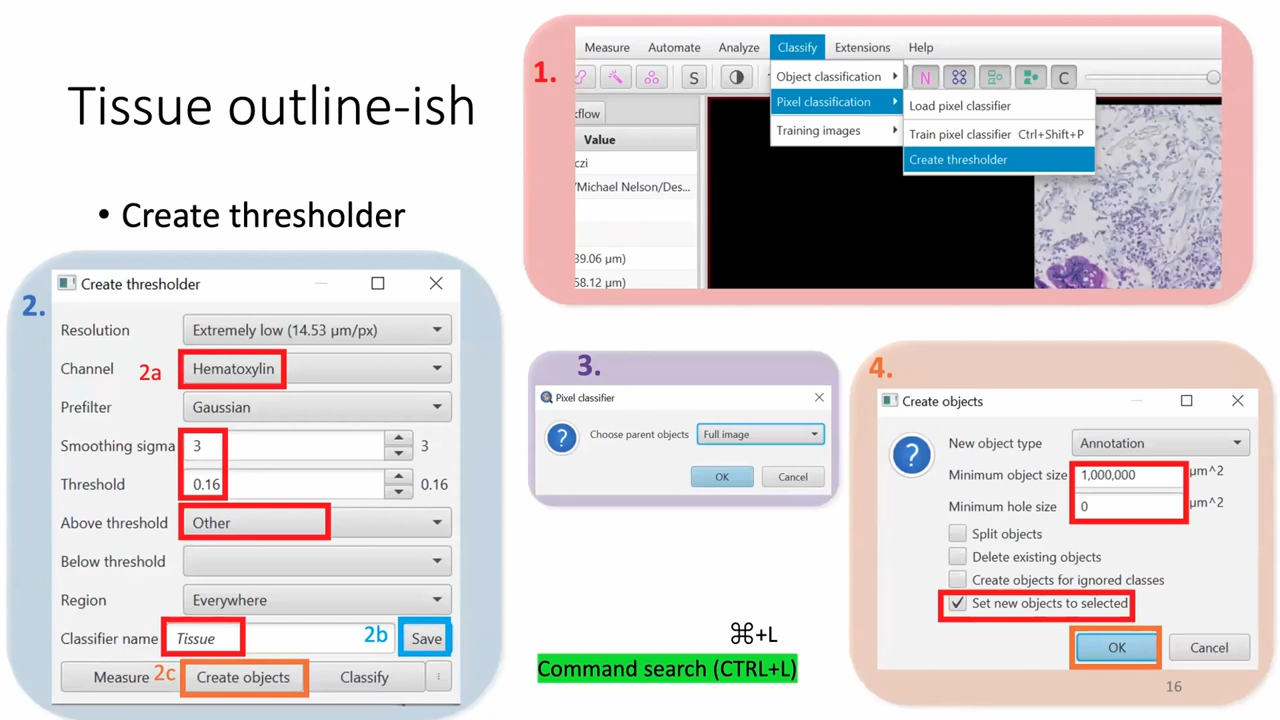 Tissue outline-ish
• Create thresholder
1.
Measure Automate Analyze Classify Extensions Help
S N C
Object classification
Pixel classification
Training images
Load pixel classifier
Train pixel classifier Ctrl+Shift+P
Create thresholder
flow
Value
czi
/Michael Nelson/Des...
39.06 µm)
58.12 µm)
2.
Create thresholder
Resolution Extremely low (14.53 µm/px)
Channel 2a Hematoxylin
Prefilter Gaussian
Smoothing sigma 3 3
Threshold 0.16 0.16
Above threshold Other
Below threshold
Region Everywhere
Classifier name Tissue 2b Save
Measure 2c Create objects Classify
3.
Pixel classifier
? Choose parent objects Full image
OK Cancel
4.
Create objects
? New object type Annotation
Minimum object size 1,000,000 µm^2
Minimum hole size 0 µm^2
Split objects
Delete existing objects
Create objects for ignored classes
Set new objects to selected
OK Cancel
⌘+L
Command search (CTRL+L)
16